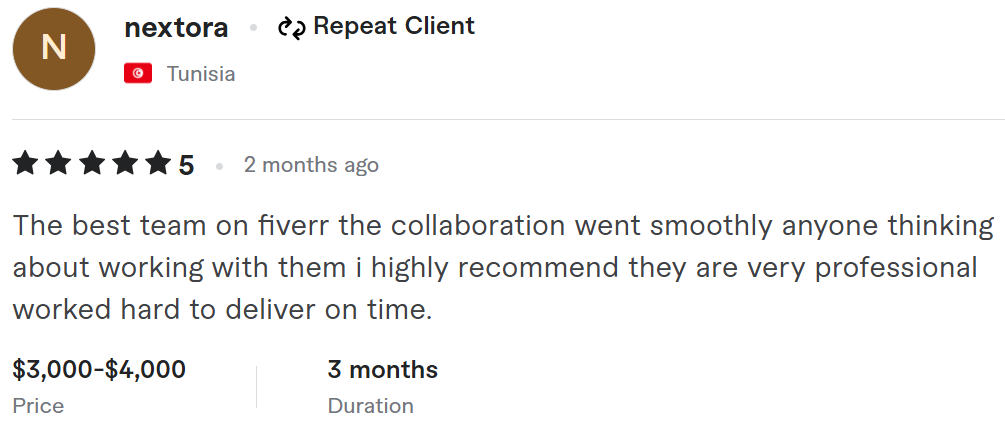 N
nextora
Repeat Client
Tunisia
5
2 months ago
The best team on fiverr the collaboration went smoothly anyone thinking
about working with them i highly recommend they are very professional
worked hard to deliver on time.
$3,000-$4,000
3 months
Price
Duration